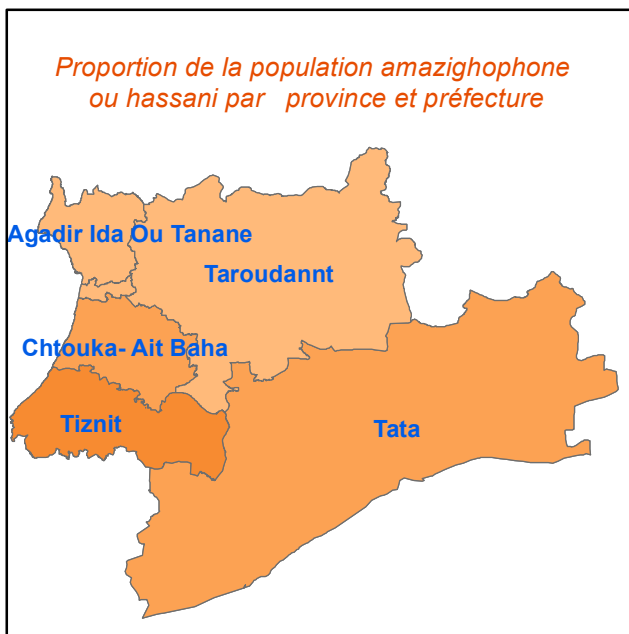 Proportion de la population amazighophone
ou hassani par province et préfecture
Agadir Ida Ou Tanane
Taroudannt
Chtouka- Ait Baha
Tiznit
Tata